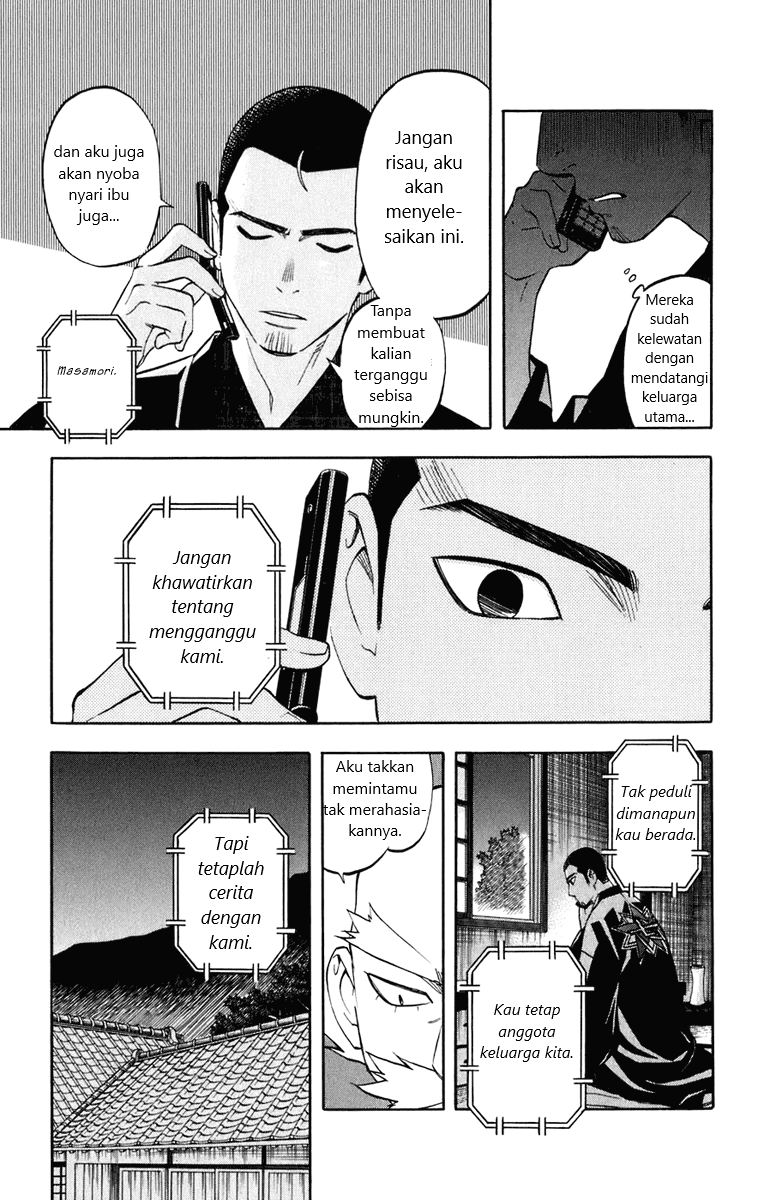 Mereka
sudah
kelewatan
dengan
mendatangi
keluarga
utama...
Jangan
risau, aku
akan
menyele-
saikan ini.
Tanpa
membuat
kalian
terganggu
sebisa
mungkin.
dan aku juga
akan nyoba
nyari ibu
juga...
Masamori.
Jangan
khawatirkan
tentang
mengganggu
kami.
Tak peduli
dimanapun
kau berada.
Kau tetap
anggota
keluarga kita.
Aku takkan
memintamu
tak merahasia-
kannya.
Tapi
tetaplah
cerita
dengan
kami.